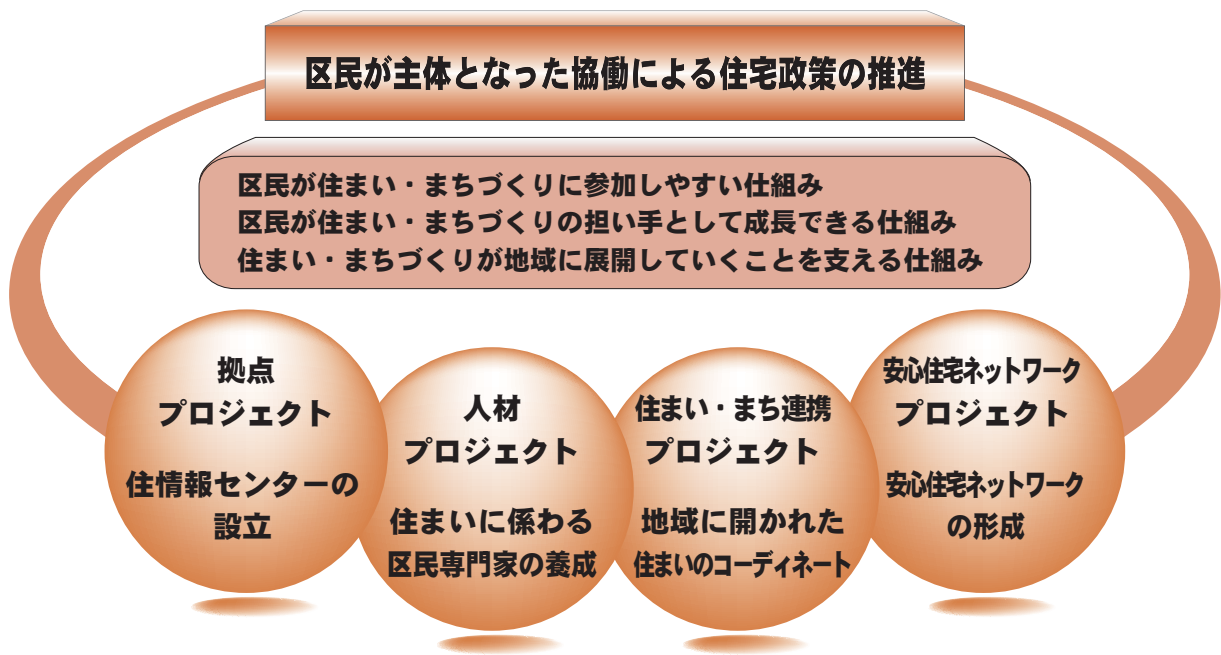 区民が主体となった協働による住宅政策の推進
区民が住まい・まちづくりに参加しやすい仕組み
区民が住まい・まちづくりの担い手として成長できる仕組み
住まい・まちづくりが地域に展開していくことを支える仕組み
拠点
プロジェクト
住情報センターの
設立
人材
プロジェクト
住まいに係わる
区民専門家の養成
住まい・まち連携
プロジェクト
地域に開かれた
住まいのコーディネート
安心住宅ネットワーク
プロジェクト
安心住宅ネットワーク
の形成